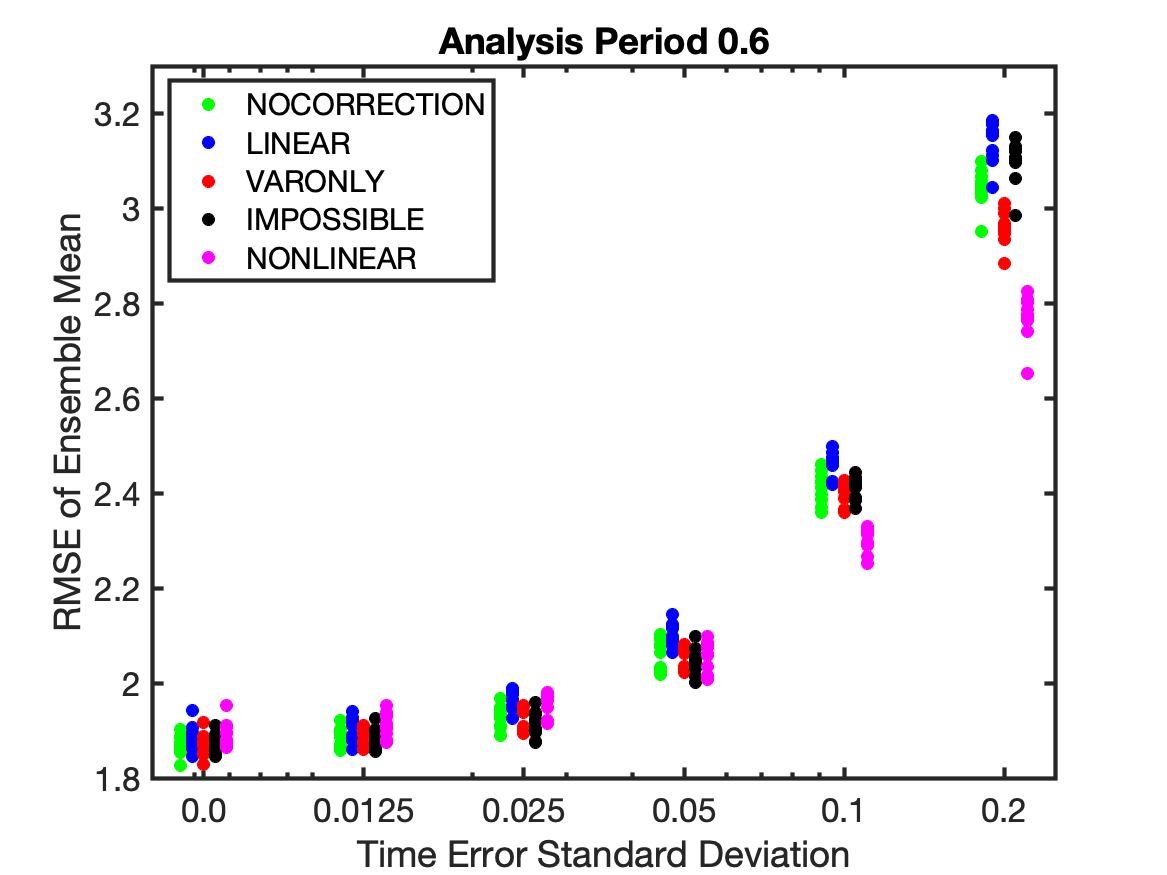 Analysis Period 0.6
NOCORRECTION
LINEAR
VARONLY
IMPOSSIBLE
NONLINEAR
RMSE of Ensemble Mean
3.2
3
2.8
2.6
2.4
2.2
2
1.8
0.0 0.0125 0.025 0.05 0.1 0.2
Time Error Standard Deviation